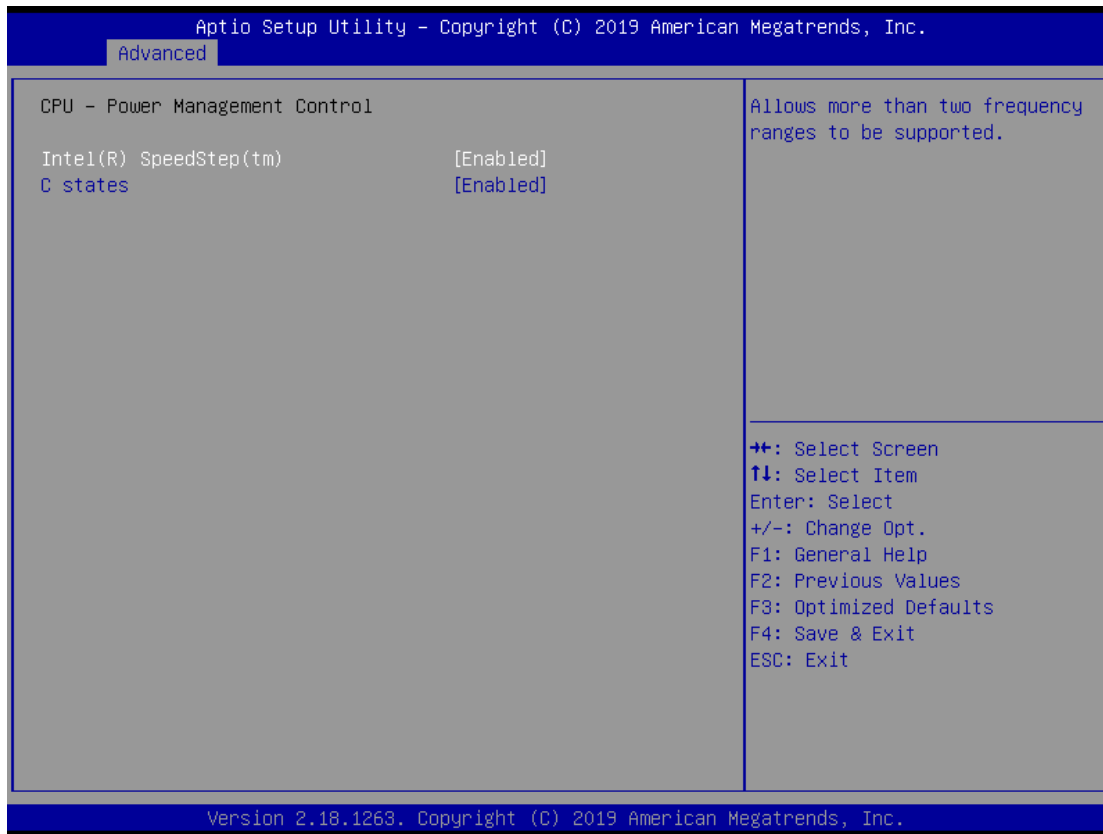 Aptio Setup Utility – Copyright (C) 2019 American Megatrends, Inc.
Advanced
CPU – Power Management Control
Intel(R) SpeedStep(tm) [Enabled]
C states [Enabled]
Allows more than two frequency
ranges to be supported.
→←: Select Screen
↑↓: Select Item
Enter: Select
+/-: Change Opt.
F1: General Help
F2: Previous Values
F3: Optimized Defaults
F4: Save & Exit
ESC: Exit
Version 2.18.1263. Copyright (C) 2019 American Megatrends, Inc.